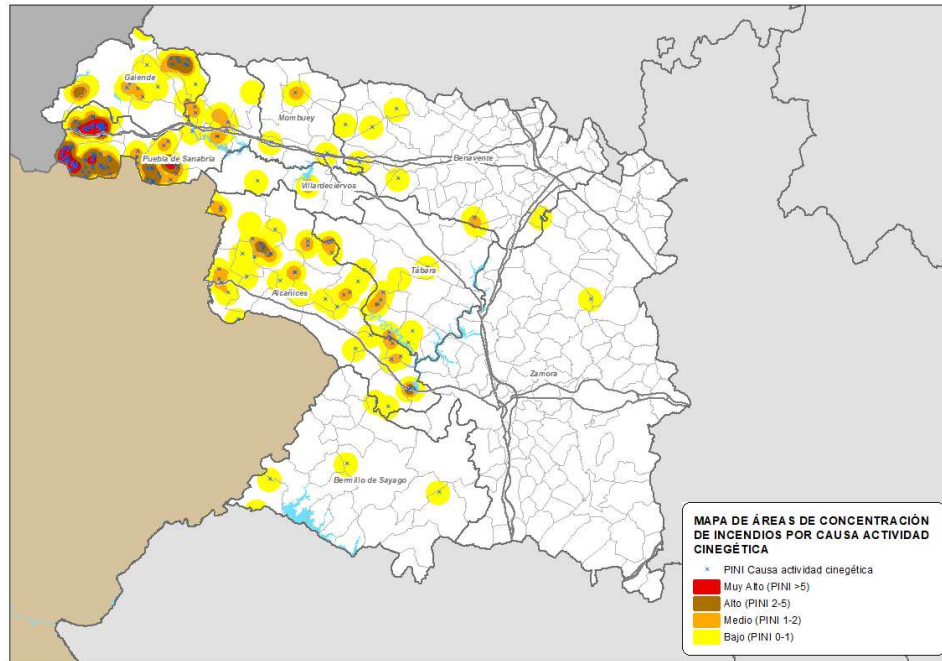 Galende
Mombuey
Puebla de Sanabria
Benavente
Villardeciervos
Tábara
Alcañices
Zamora
Bermillo de Sayago
MAPA DE ÁREAS DE CONCENTRACIÓN
DE INCENDIOS POR CAUSA ACTIVIDAD
CINEGÉTICA
PINI Causa actividad cinegética
Muy Alto (PINI >5)
Alto (PINI 2-5)
Medio (PINI 1-2)
Bajo (PINI 0-1)